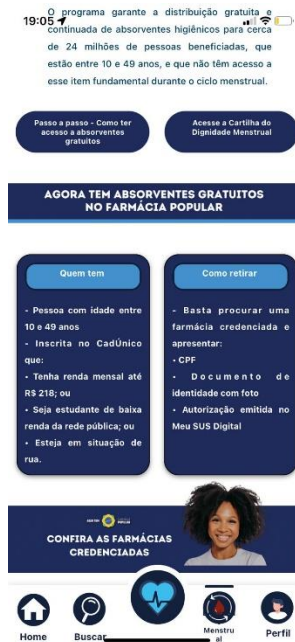 O programa garante a distribuição gratuita e
19:05
continuada de absorventes higiênicos para cerca
de 24 milhões de pessoas beneficiadas, que
estão entre 10 e 49 anos, e que não têm acesso a
esse item fundamental durante o ciclo menstrual.
Passo a passo - Como ter
acesso a absorventes
gratuitos
Acesse a Cartilha do
Dignidade Menstrual
AGORA TEM ABSORVENTES GRATUITOS
NO FARMÁCIA POPULAR
Quem tem
- Pessoa com idade entre
10 e 49 anos
- Inscrita no CadÚnico
que:
• Tenha renda mensal até
R$ 218; ou
• Seja estudante de baixa
renda da rede pública; ou
• Esteja em situação de
rua.
Como retirar
- Basta procurar uma
farmácia credenciada e
apresentar:
• CPF
• Documento de
identidade com foto
• Autorização emitida no
Meu SUS Digital
POPULAR
CONFIRA AS FARMÁCIAS
CREDENCIADAS
Home
Buscar
Menstru
al
Perfil